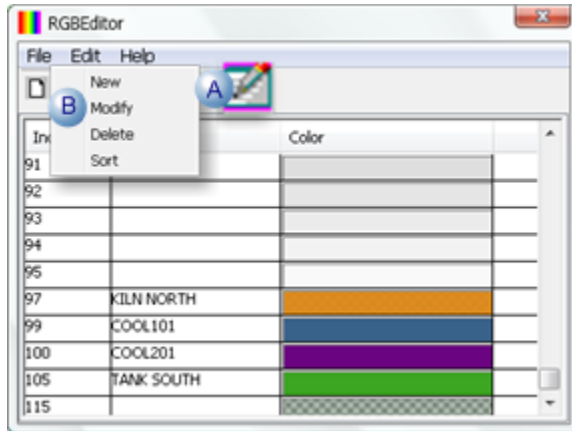 RGBEditor
File Edit Help
New
A
B Modify
Delete
Sort
Color
91
92
93
94
95
97 KILN NORTH
99 COOL101
100 COOL201
105 TANK SOUTH
115